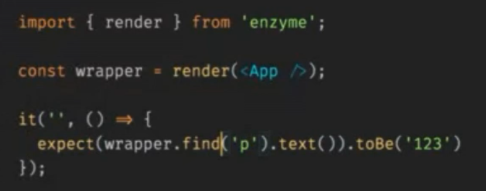 import { render } from 'enzyme';
const wrapper = render(<App />);
it('', () => {
expect(wrapper.find('p').text()).toBe('123')
});